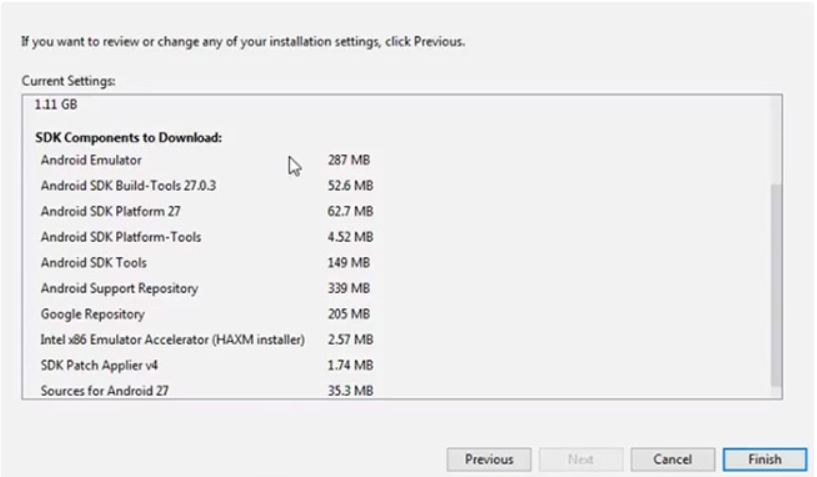 If you want to review or change any of your installation settings, click Previous.
Current Settings:
1.11 GB
SDK Components to Download:
Android Emulator 287 MB
Android SDK Build-Tools 27.0.3 52.6 MB
Android SDK Platform 27 62.7 MB
Android SDK Platform-Tools 4.52 MB
Android SDK Tools 149 MB
Android Support Repository 339 MB
Google Repository 205 MB
Intel x86 Emulator Accelerator (HAXM installer) 2.57 MB
SDK Patch Applier v4 1.74 MB
Sources for Android 27 35.3 MB
Previous Next Cancel Finish